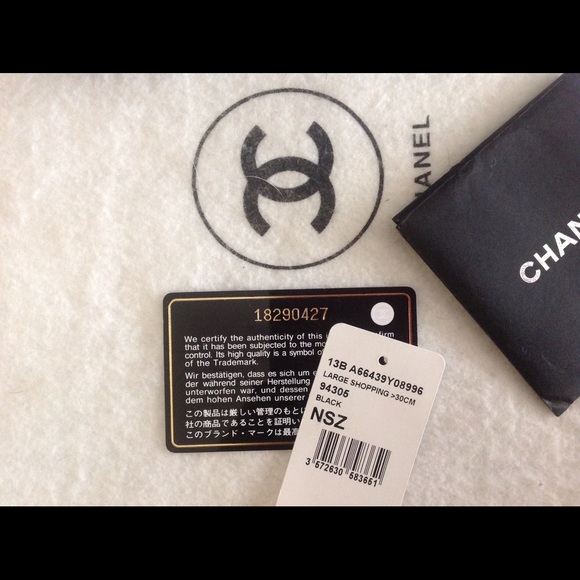 CHANEL
CHANE
18290427
We certify the authenticity of this
that it has been subjected to the
control. Its high quality is a symbol
of the Trademark.
Wir bestätigen, dass es sich um
der während seiner Herstellung
unterworfen war, und dessen
dem hohen Ansehen unserer
この製品は厳しい管理のもとに
社の商品であることを証明い
このブランド・マークは最高
13B A66439Y08996
LARGE SHOPPING >30CM
94305
BLACK
NSZ
3 572630 583651